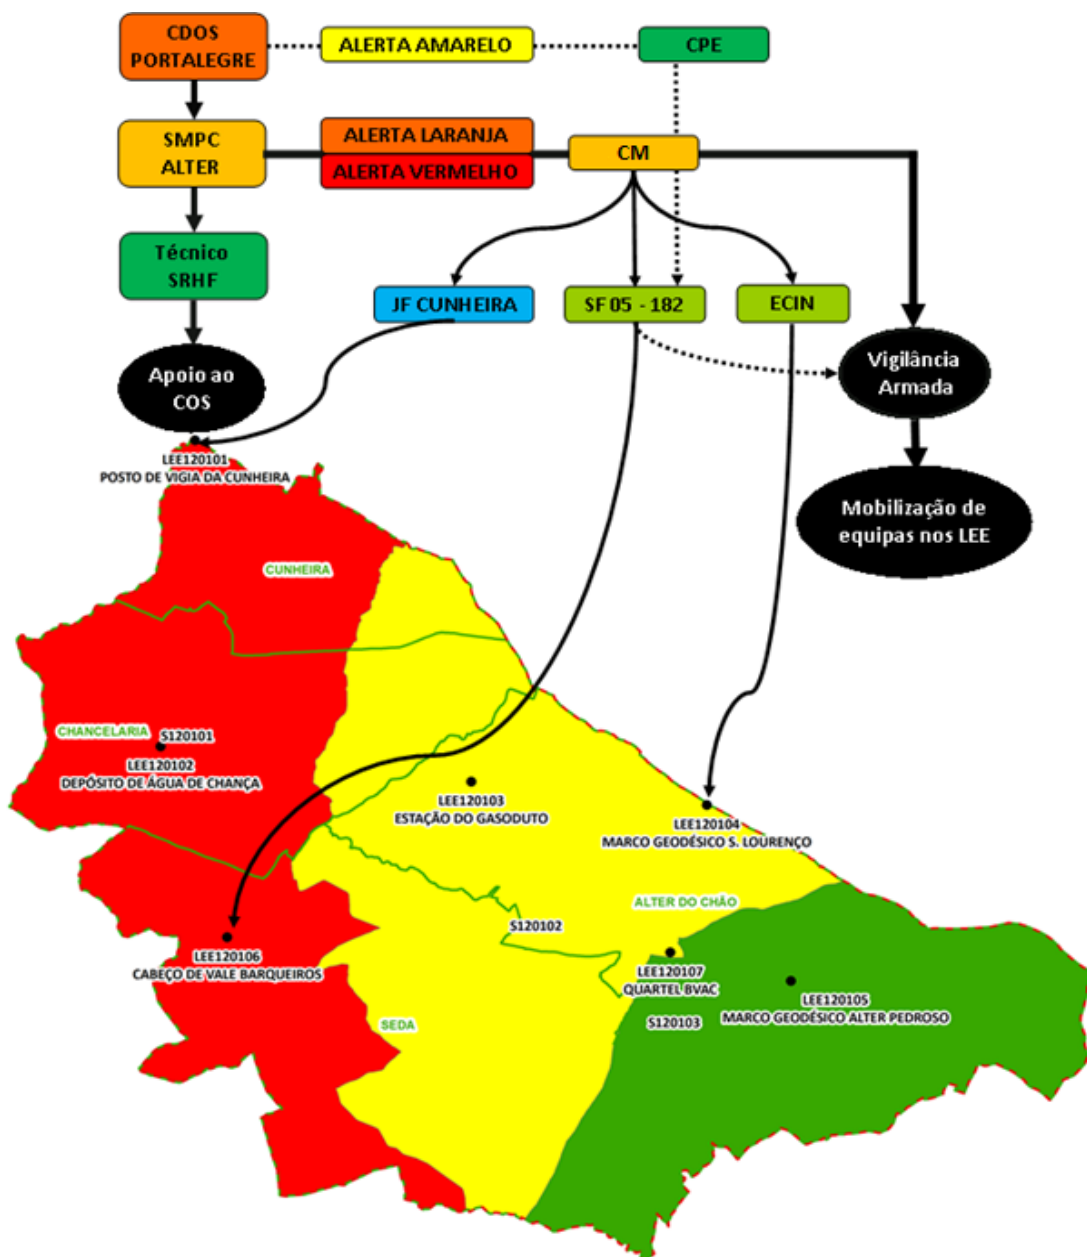 CDOS
PORTALEGRE
ALERTA AMARELO
CPE
SMPC
ALTER
ALERTA LARANJA
ALERTA VERMELHO
CM
Técnico
SRHF
JF CUNHEIRA
SF 05 - 182
ECIN
Apoio ao
COS
Vigilância
Armada
Mobilização de
equipas nos LEE
LEE120101
POSTO DE VIGIA DA CUNHEIRA
CUNHEIRA
CHANCELARIA
S120101
LEE120102
DEPÓSITO DE ÁGUA DE CHANÇA
LEE120103
ESTAÇÃO DO GASODUTO
LEE120104
MARCO GEODÉSICO S. LOURENÇO
ALTER DO CHÃO
S120102
LEE120106
CABEÇO DE VALE BARQUEIROS
LEE120107
QUARTEL BVAC
LEE120105
MARCO GEODÉSICO ALTER PEDROSO
S120103
SEDA